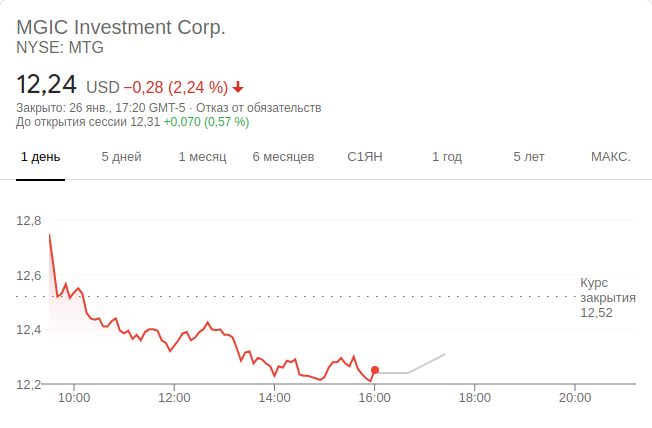 MGIC Investment Corp.
NYSE: MTG
12,24 USD −0,28 (2,24 %)
Закрыто: 26 янв., 17:20 GMT-5 · Отказ от обязательств
До открытия сессии 12,31 +0,070 (0,57 %)
1 день 5 дней 1 месяц 6 месяцев С1ЯН 1 год 5 лет МАКС.
12,8
12,6
Курс
закрытия
12,52
12,4
12,2
10:00 12:00 14:00 16:00 18:00 20:00